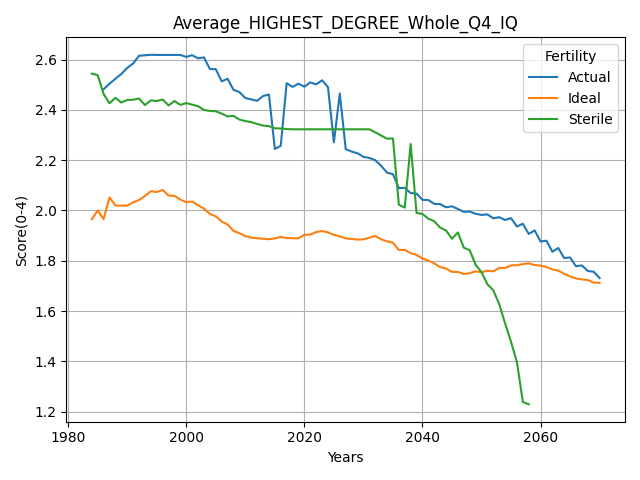 Average_HIGHEST_DEGREE_Whole_Q4_IQ
Fertility
Actual
Ideal
Sterile
Score(0-4)
2.6
2.4
2.2
2.0
1.8
1.6
1.4
1.2
1980
2000
2020
2040
2060
Years